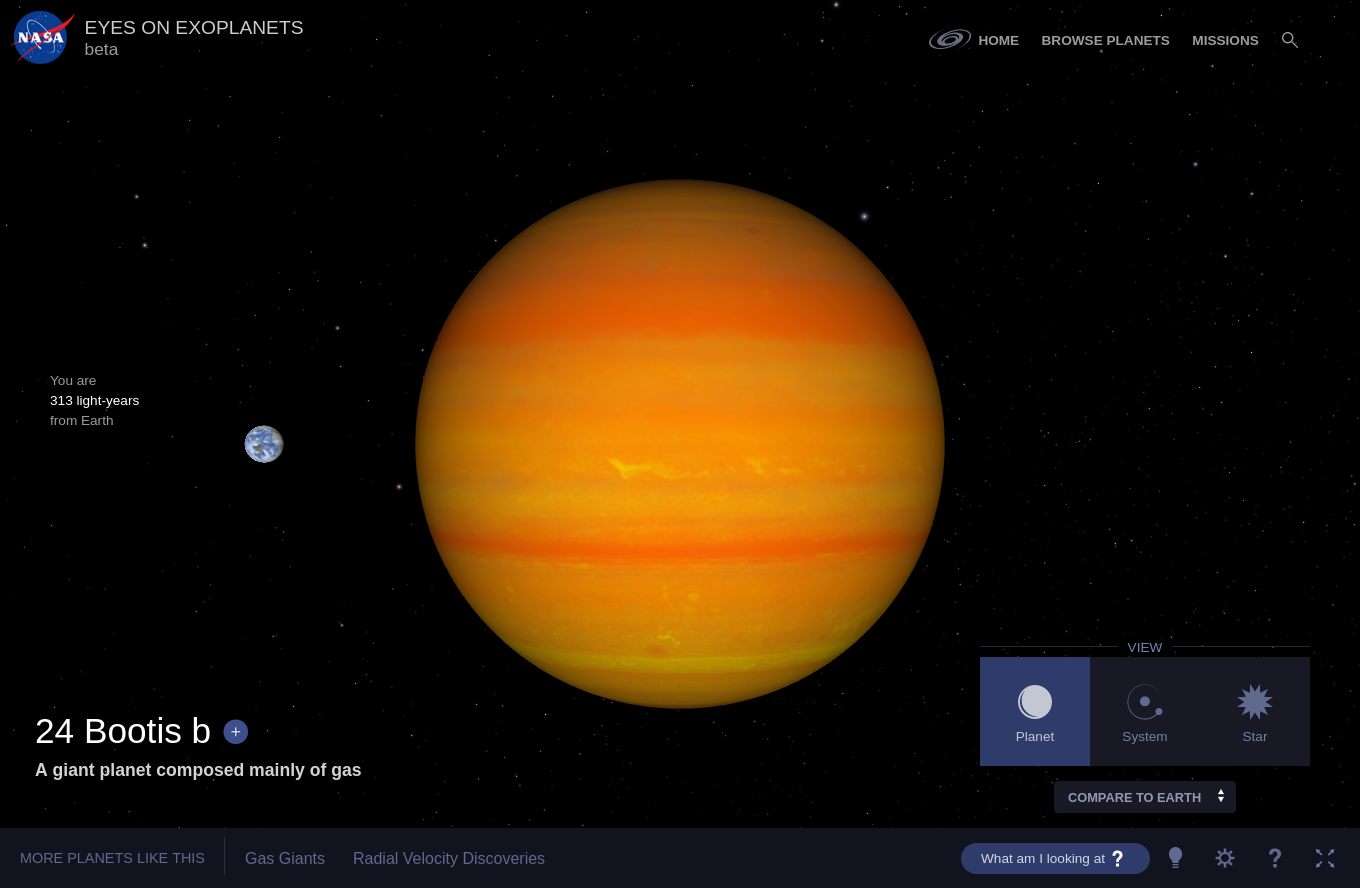 NASA
EYES ON EXOPLANETS
beta
HOME
BROWSE PLANETS
MISSIONS
You are
313 light-years
from Earth
24 Bootis b +
A giant planet composed mainly of gas
VIEW
Planet
System
Star
COMPARE TO EARTH
MORE PLANETS LIKE THIS
Gas Giants
Radial Velocity Discoveries
What am I looking at ?
?